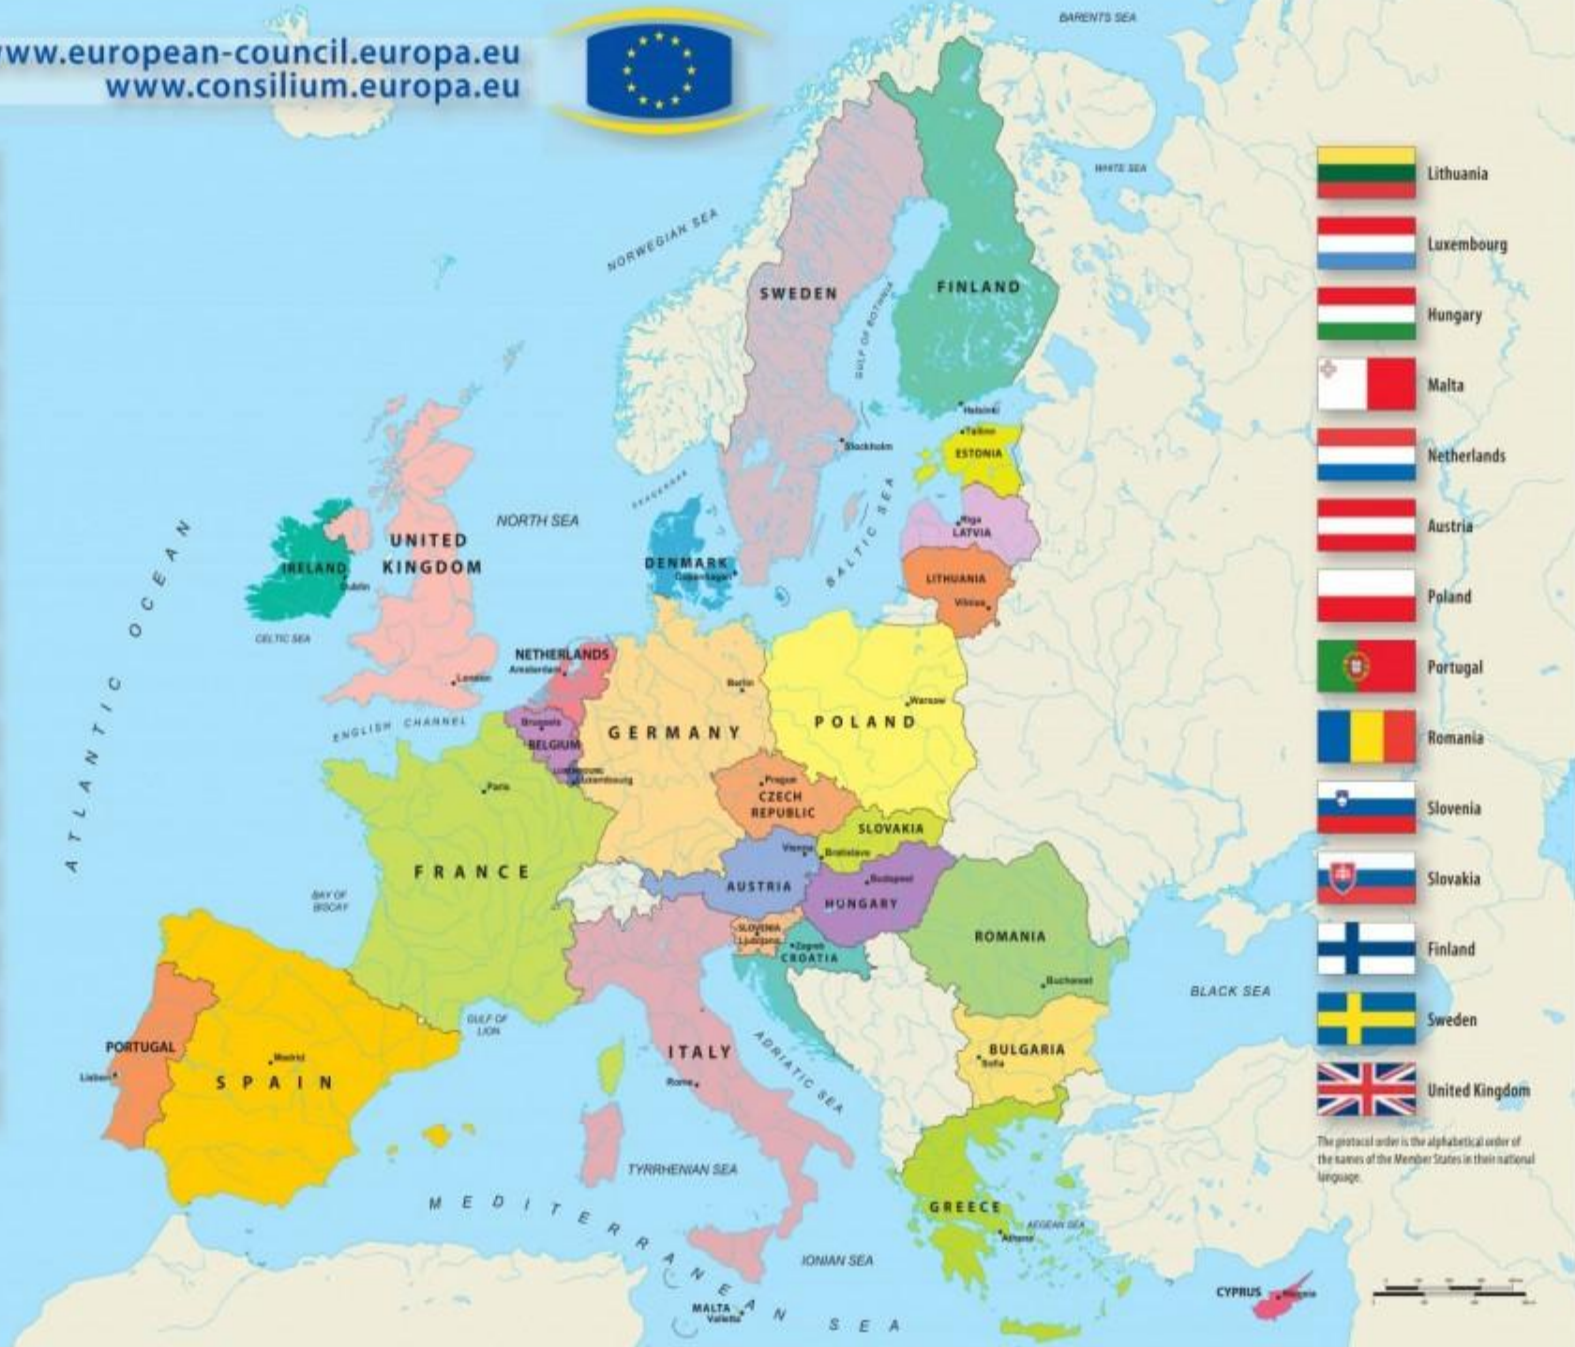 www.european-council.europa.eu
www.consilium.europa.eu
BARENTS SEA
WHITE SEA
NORWEGIAN SEA
SWEDEN
FINLAND
GULF OF BOTHNIA
Helsinki
Tallinn
Stockholm
ESTONIA
SKAGERRAK
NORTH SEA
BALTIC SEA
Riga
LATVIA
UNITED
KINGDOM
IRELAND
Dublin
DENMARK
Copenhagen
LITHUANIA
Vilnius
CELTIC SEA
ATLANTIC OCEAN
NETHERLANDS
Amsterdam
London
Berlin
Warsaw
ENGLISH CHANNEL
Brussels
BELGIUM
GERMANY
POLAND
LUXEMBOURG
Luxembourg
Paris
Prague
CZECH
REPUBLIC
SLOVAKIA
Vienna
Bratislava
FRANCE
AUSTRIA
Budapest
HUNGARY
BAY OF
BISCAY
SLOVENIA
Ljubljana
Zagreb
CROATIA
ROMANIA
Bucharest
BLACK SEA
GULF OF
LION
PORTUGAL
Lisbon
Madrid
SPAIN
ITALY
Rome
ADRIATIC SEA
BULGARIA
Sofia
TYRRHENIAN SEA
MEDITERRANEAN SEA
GREECE
AEGEAN SEA
Athens
IONIAN SEA
MALTA
Valletta
CYPRUS
Nicosia
Lithuania
Luxembourg
Hungary
Malta
Netherlands
Austria
Poland
Portugal
Romania
Slovenia
Slovakia
Finland
Sweden
United Kingdom
The protocol order is the alphabetical order of
the names of the Member States in their national
language.